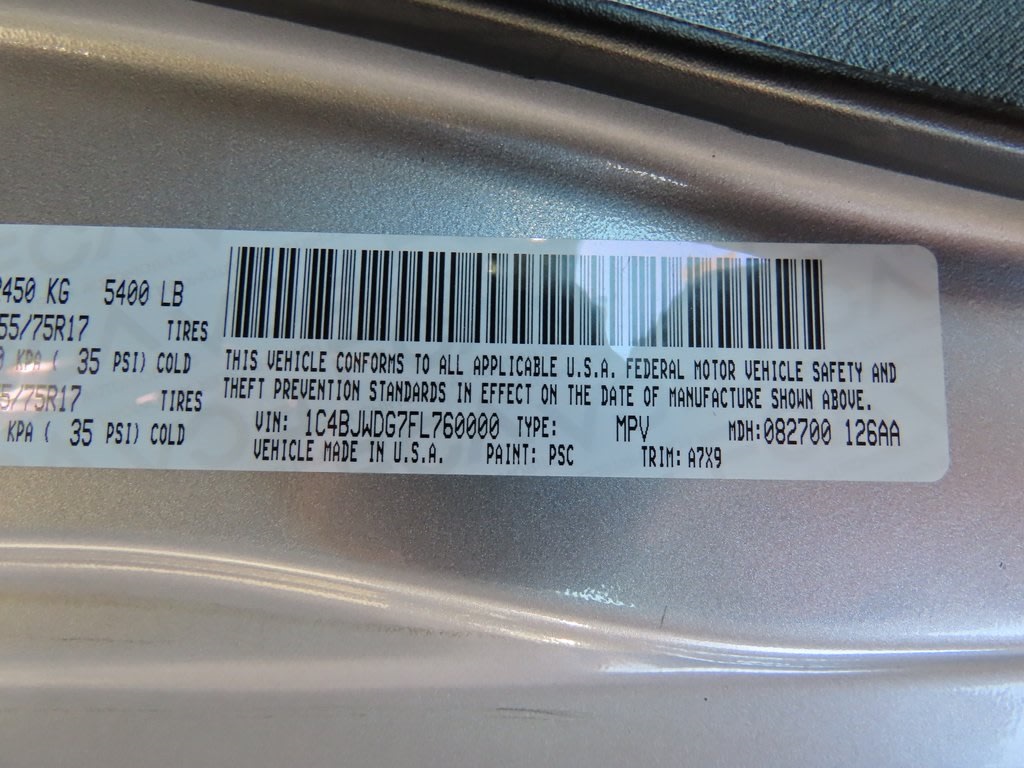 450 KG 5400 LB
55/75R17 TIRES
KPA ( 35 PSI) COLD
5/75R17 TIRES
KPA ( 35 PSI) COLD
THIS VEHICLE CONFORMS TO ALL APPLICABLE U.S.A. FEDERAL MOTOR VEHICLE SAFETY AND
THEFT PREVENTION STANDARDS IN EFFECT ON THE DATE OF MANUFACTURE SHOWN ABOVE.
VIN: 1C4BJWDG7FL760000 TYPE: MPV MDH: 082700 126AA
VEHICLE MADE IN U.S.A. PAINT: PSC TRIM: A7X9